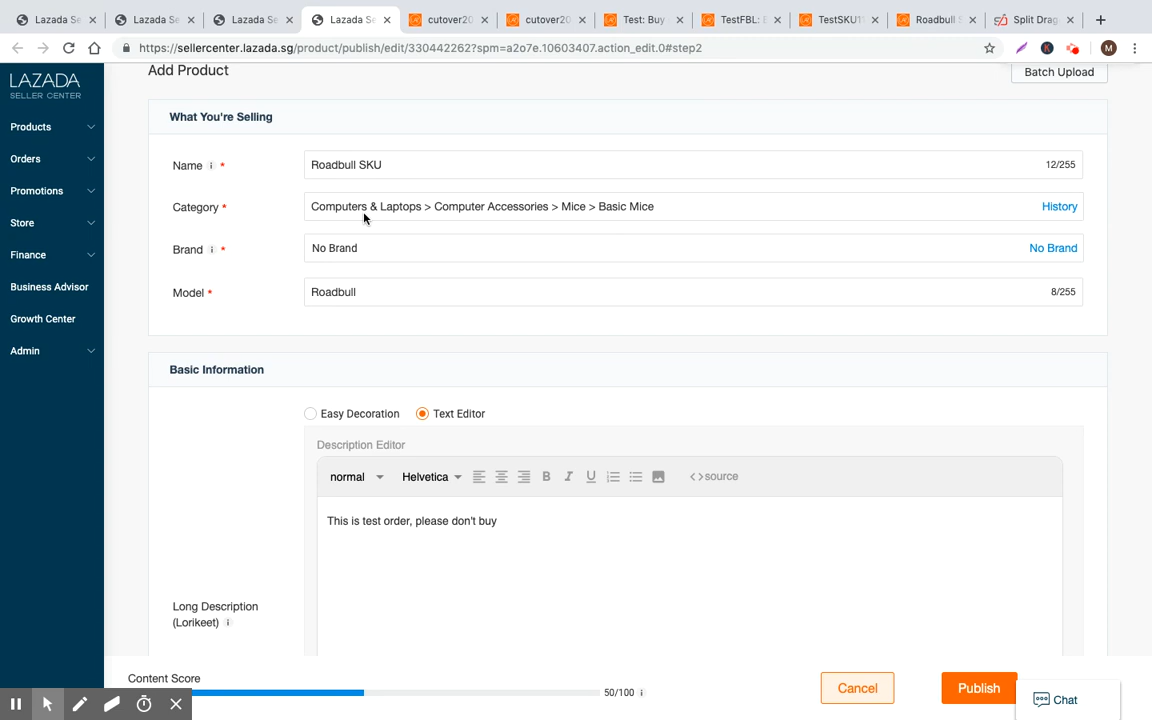 Lazada Se
Lazada Se
Lazada Se
Lazada Se
cutover20
cutover20
Test: Buy
TestFBL: E
TestSKU11
Roadbull S
Split Drag
https://sellercenter.lazada.sg/product/publish/edit/330442262?spm=a2o7e.10603407.action_edit.0#step2
K
M
LAZADA
SELLER CENTER
Products
Orders
Promotions
Store
Finance
Business Advisor
Growth Center
Admin
Add Product
Batch Upload
What You're Selling
Name i *
Roadbull SKU
12/255
Category *
Computers & Laptops > Computer Accessories > Mice > Basic Mice
History
Brand i *
No Brand
No Brand
Model *
Roadbull
8/255
Basic Information
Easy Decoration
Text Editor
Description Editor
normal
Helvetica
B
I
U
<>source
This is test order, please don't buy
Long Description
(Lorikeet) i
Content Score
50/100 i
Cancel
Publish
Chat